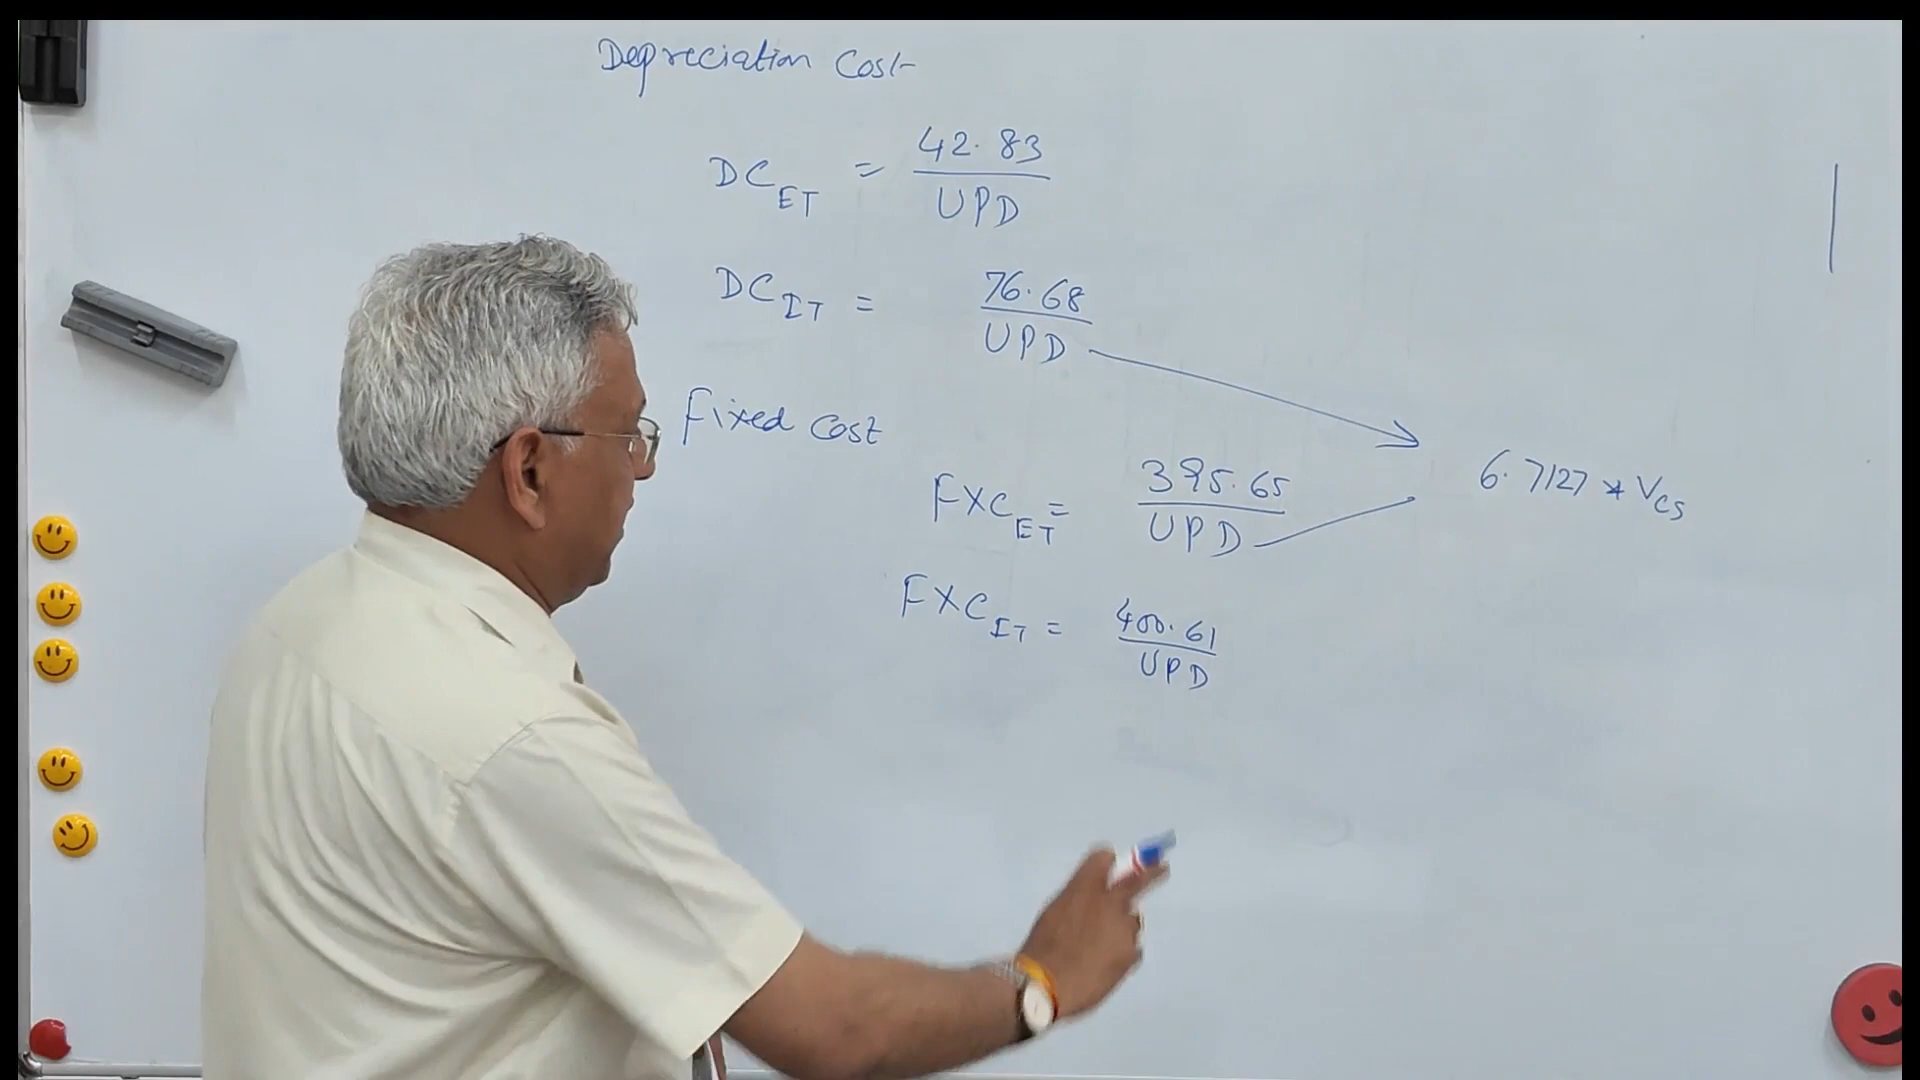 Depreciation Cost
DC_ET = 42.83 / UPD
DC_IT = 76.68 / UPD
Fixed cost
FXC_ET = 395.65 / UPD
6.7127 * V_CS
FXC_IT = 400.61 / UPD